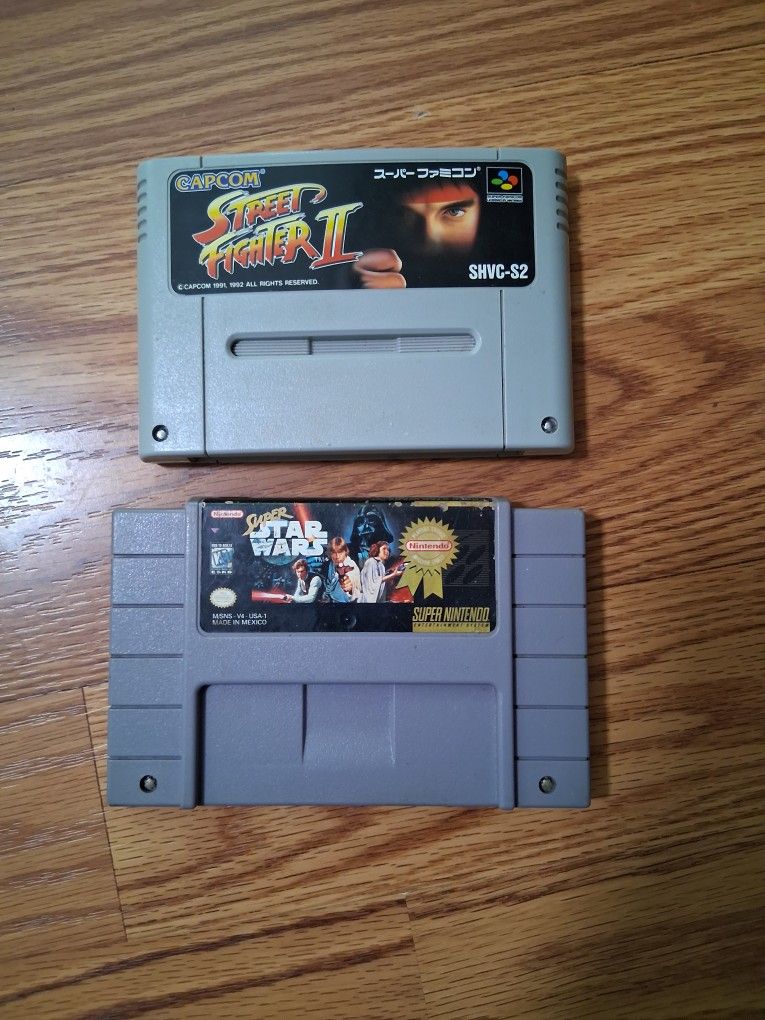 CAPCOM®
スーパーファミコン®
STREET
FIGHTER II
SHVC-S2
©CAPCOM 1991, 1992 ALL RIGHTS RESERVED.
Nintendo
SUPER
STAR
WARS
Nintendo
M/SNS-V4-USA-1
MADE IN MEXICO
SUPER NINTENDO
ENTERTAINMENT SYSTEM